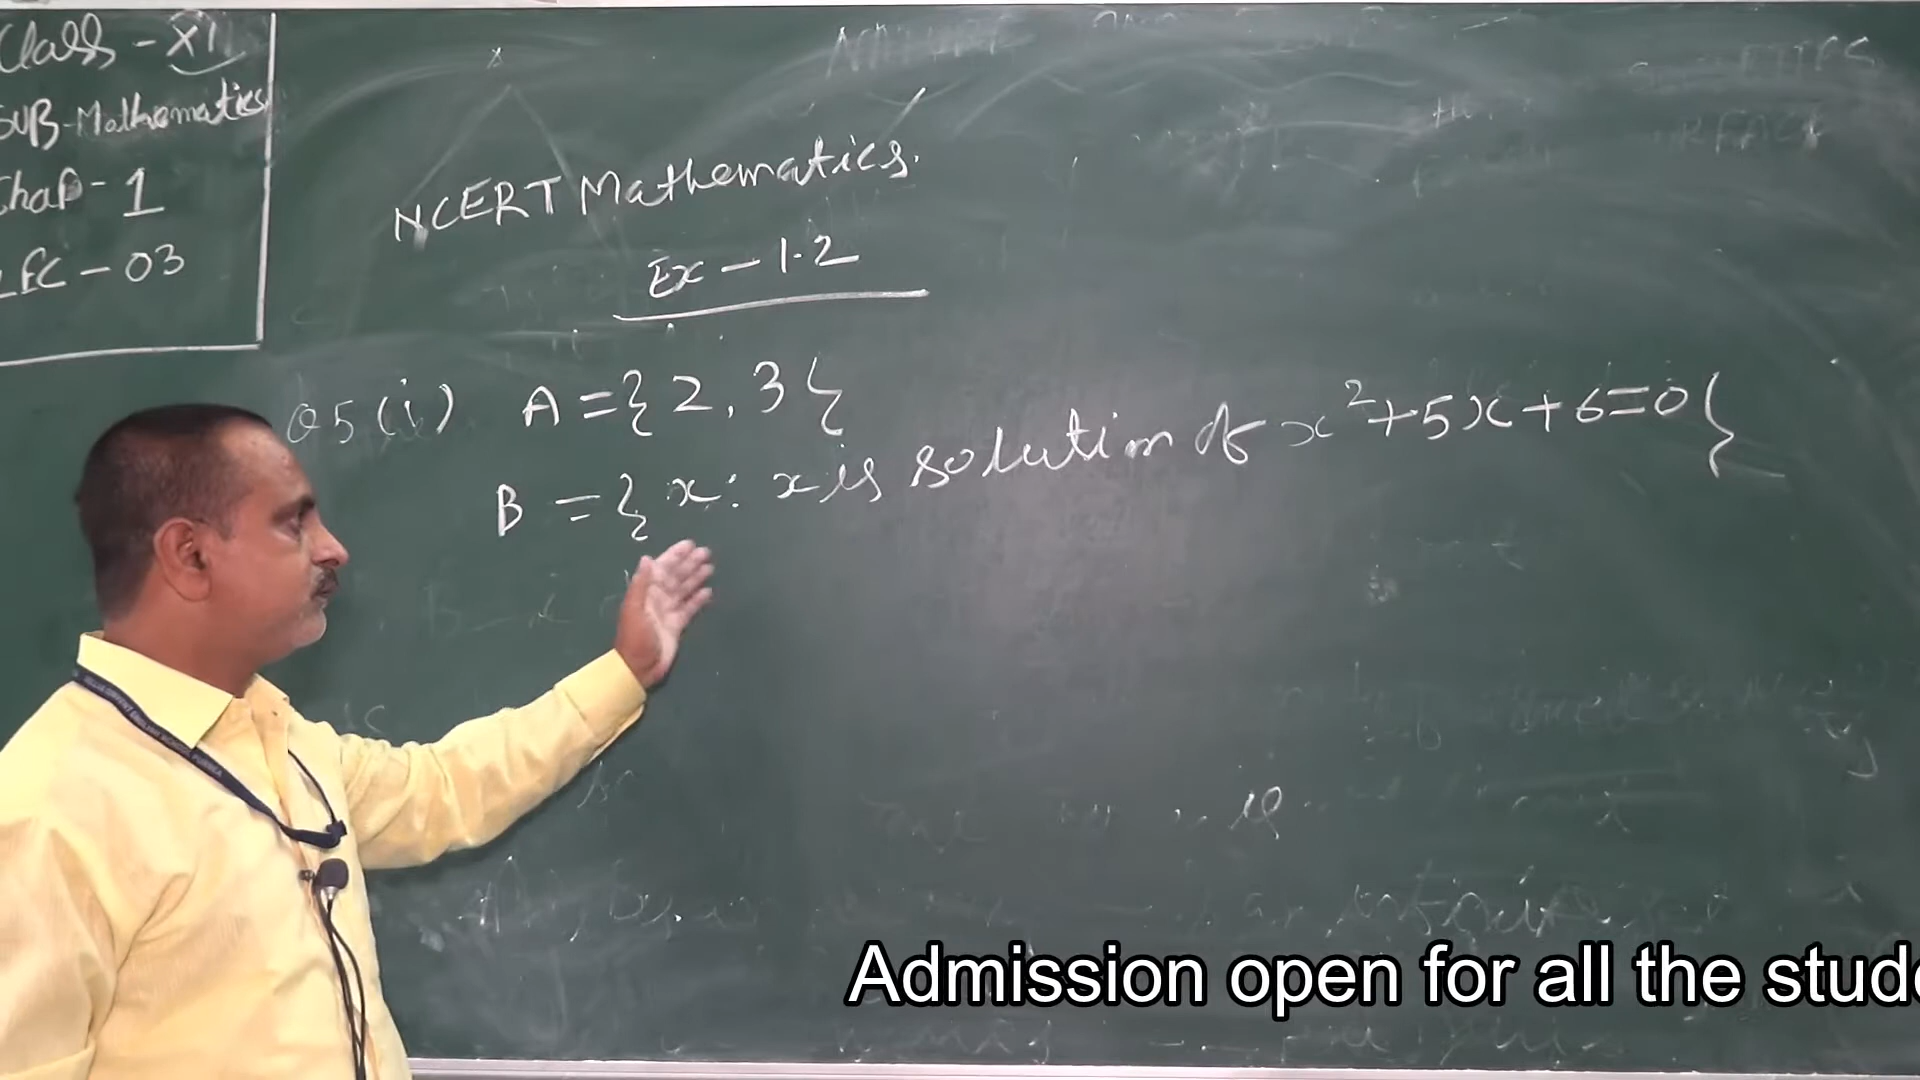 Class - XI
SUB-Mathematics
Chap - 1
LEC - 03
NCERT Mathematics.
Ex - 1.2
Q5 (i) A = { 2, 3 }
B = { x : x is solution of x² + 5x + 6 = 0 }
Admission open for all the stude